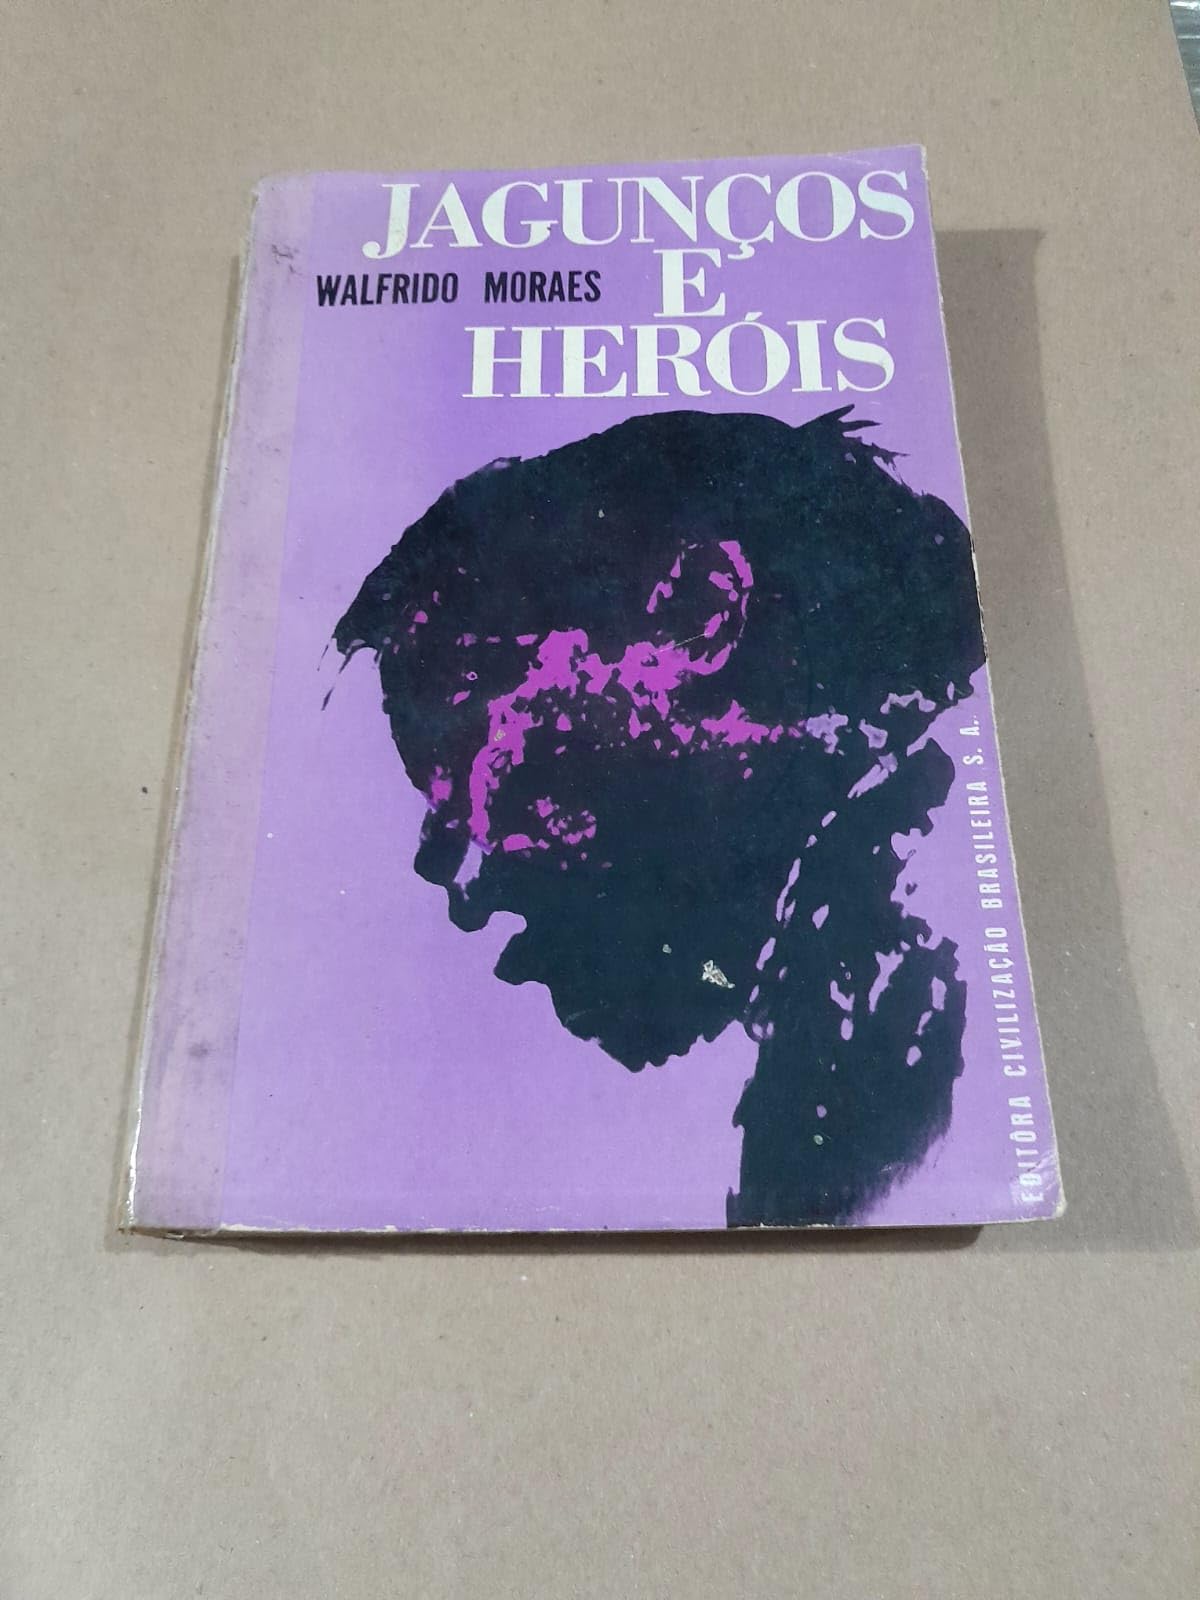 JAGUNÇOS
E
WALFRIDO MORAES
HERÓIS
EDITÔRA CIVILIZAÇÃO BRASILEIRA S. A.